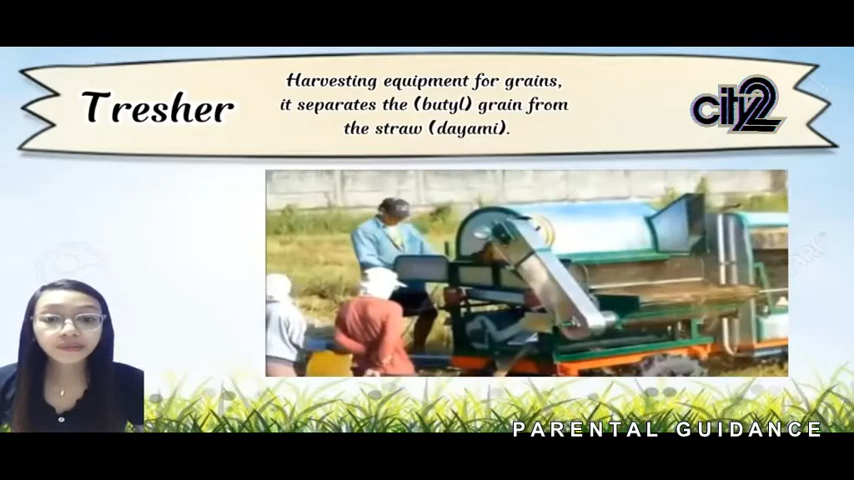 Tresher
Harvesting equipment for grains,
it separates the (butyl) grain from
the straw (dayami).
city2
PARENTAL GUIDANCE